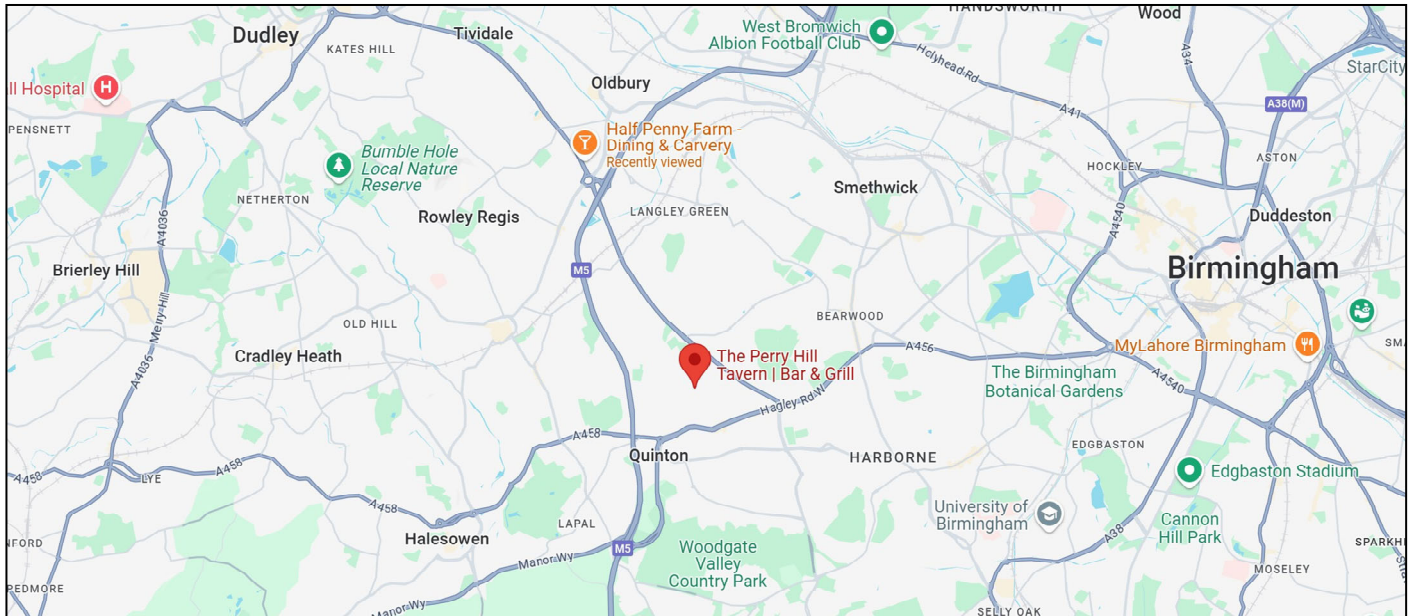 HANDSWORTH
Wood
Dudley
KATES HILL
Tividale
West Bromwich
Albion Football Club
Holyhead Rd
A34
StarCity
Oldbury
ll Hospital
H
A41
A38(M)
PENSNETT
Half Penny Farm
Dining & Carvery
Recently viewed
Bumble Hole
Local Nature
Reserve
HOCKLEY
ASTON
NETHERTON
Rowley Regis
LANGLEY GREEN
Smethwick
A4036
A4540
Duddeston
Brierley Hill
M5
Birmingham
Merry Hill
OLD HILL
BEARWOOD
Cradley Heath
A4036
The Perry Hill
Tavern | Bar & Grill
A456
MyLahore Birmingham
SMA
The Birmingham
Botanical Gardens
A4540
Hagley Rd W
A458
Quinton
HARBORNE
EDGBASTON
A458
LYE
A458
Edgbaston Stadium
A458
University of
Birmingham
LAPAL
Halesowen
M5
Manor Wy
Woodgate
Valley
Country Park
A38
Cannon
Hill Park
NFORD
SPARKH
PEDMORE
MOSELEY
Manor Wy
SELLY OAK